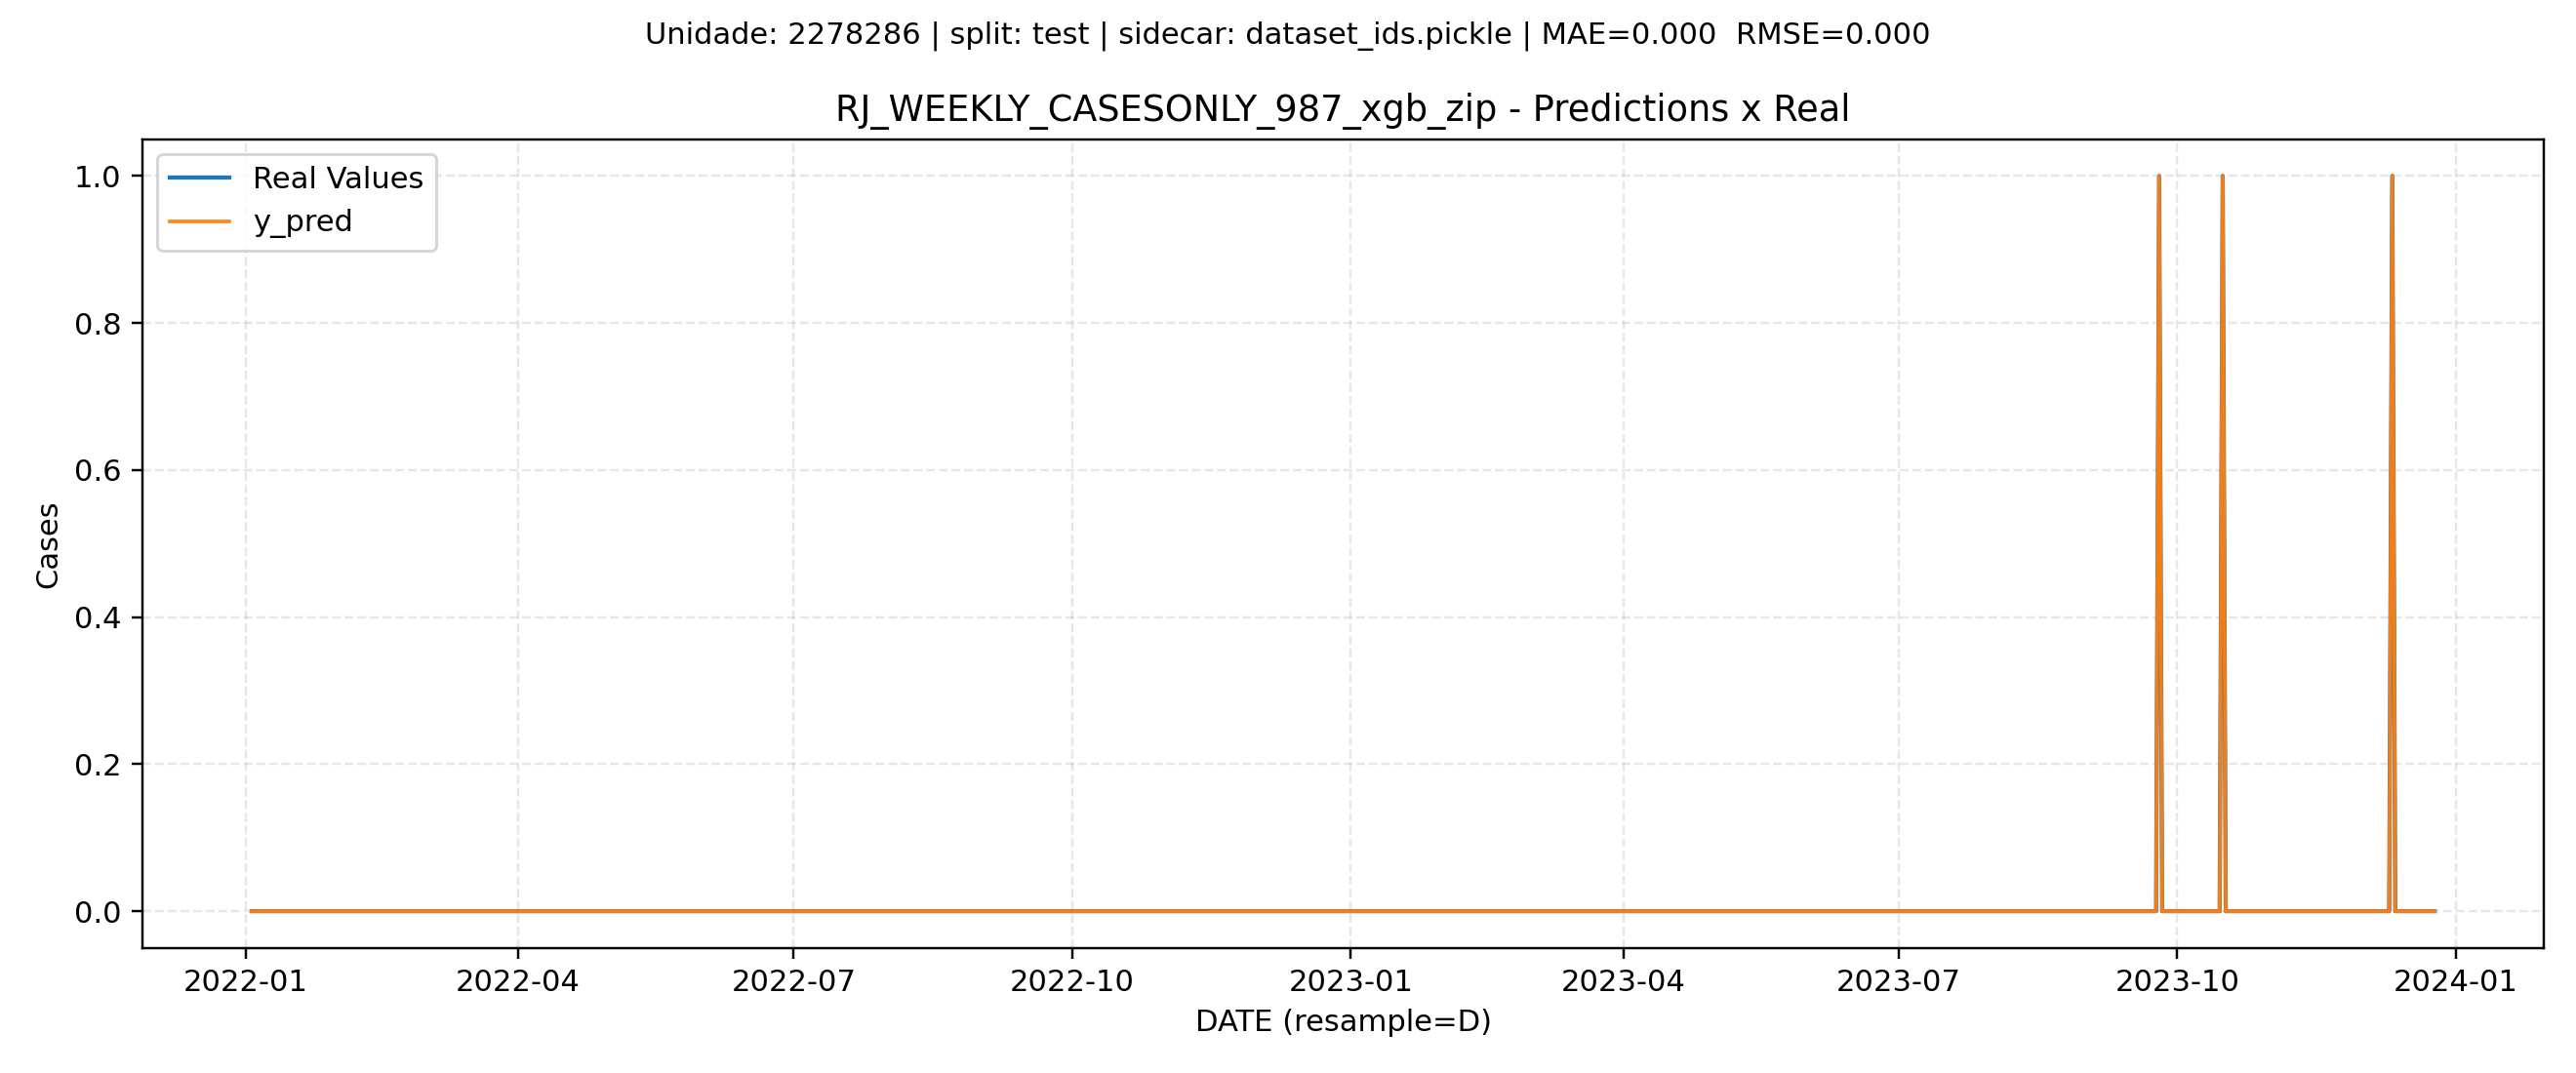 Unidade: 2278286 | split: test | sidecar: dataset_ids.pickle | MAE=0.000  RMSE=0.000
RJ_WEEKLY_CASESONLY_987_xgb_zip - Predictions x Real
Real Values
y_pred
1.0
0.8
0.6
0.4
0.2
0.0
Cases
2022-01 2022-04 2022-07 2022-10 2023-01 2023-04 2023-07 2023-10 2024-01
DATE (resample=D)